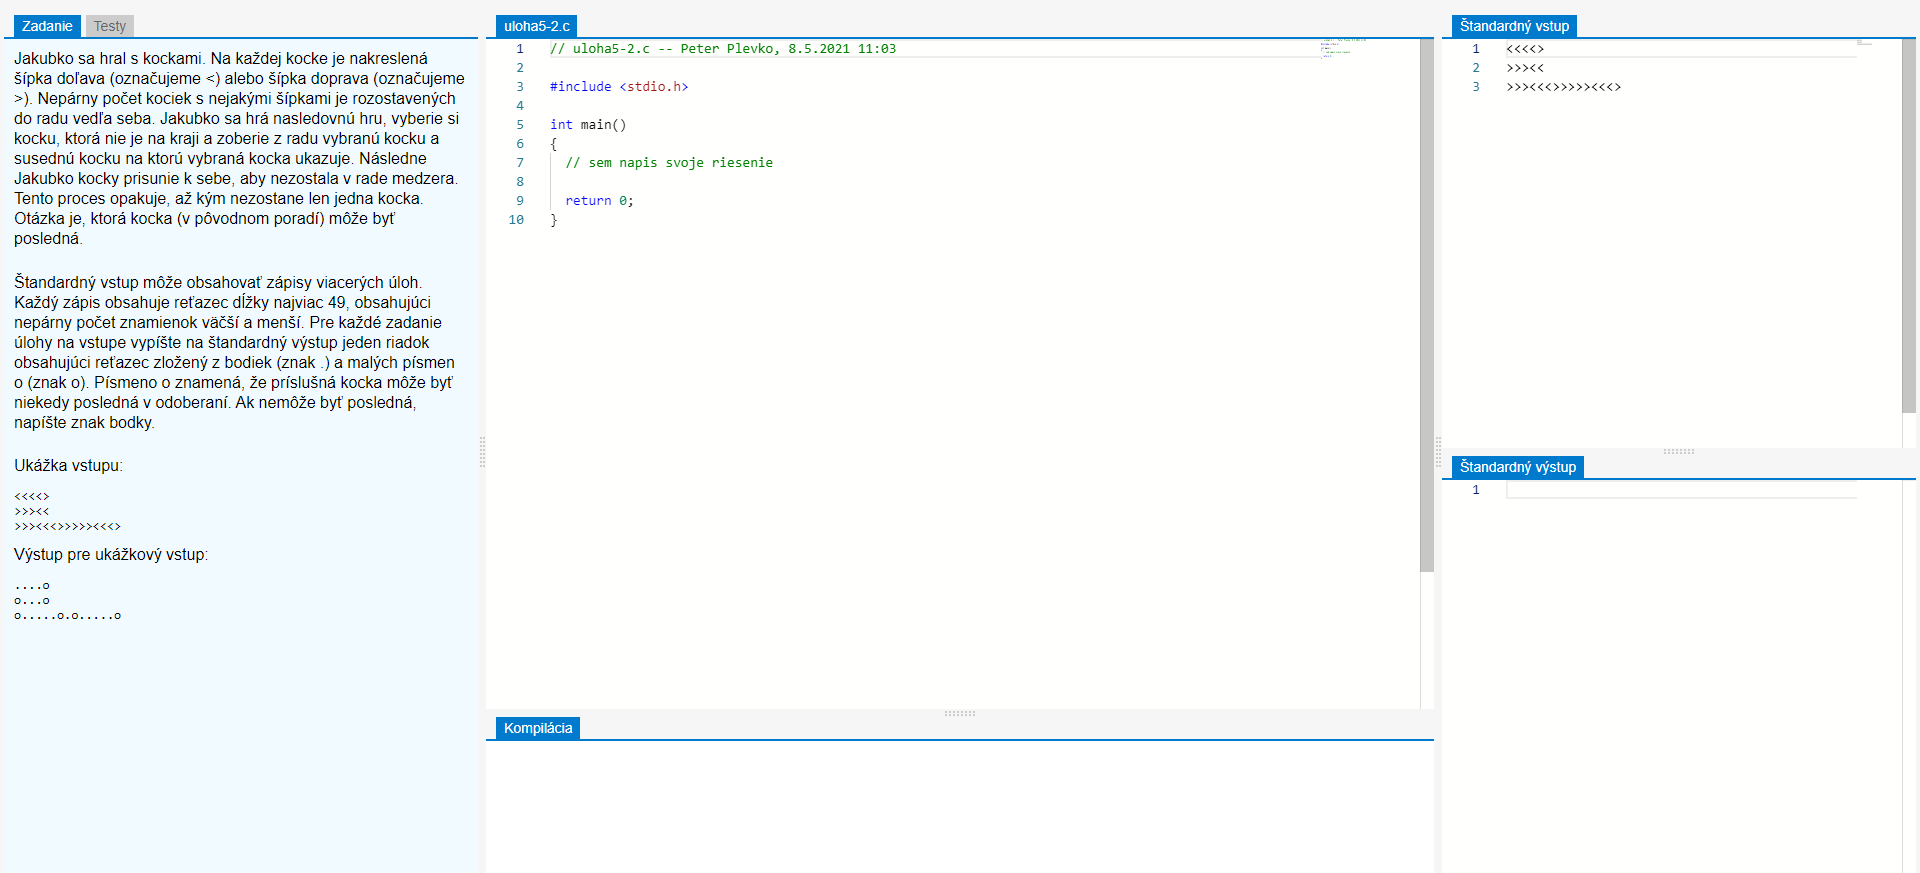 Zadanie
Testy
Jakubko sa hral s kockami. Na každej kocke je nakreslená
šípka doľava (označujeme <) alebo šípka doprava (označujeme
>). Nepárny počet kociek s nejakými šípkami je rozostavených
do radu vedľa seba. Jakubko sa hrá nasledovnú hru, vyberie si
kocku, ktorá nie je na kraji a zoberie z radu vybranú kocku a
susednú kocku na ktorú vybraná kocka ukazuje. Následne
Jakubko kocky prisunie k sebe, aby nezostala v rade medzera.
Tento proces opakuje, až kým nezostane len jedna kocka.
Otázka je, ktorá kocka (v pôvodnom poradí) môže byť
posledná.
Štandardný vstup môže obsahovať zápisy viacerých úloh.
Každý zápis obsahuje reťazec dĺžky najviac 49, obsahujúci
nepárny počet znamienok väčší a menší. Pre každé zadanie
úlohy na vstupe vypíšte na štandardný výstup jeden riadok
obsahujúci reťazec zložený z bodiek (znak .) a malých písmen
o (znak o). Písmeno o znamená, že príslušná kocka môže byť
niekedy posledná v odoberaní. Ak nemôže byť posledná,
napíšte znak bodky.
Ukážka vstupu:
<<<<>
>>><<
>>><<<>>>>><<<>
Výstup pre ukážkový vstup:
....o
o...o
o.....o.o.....o
uloha5-2.c
1 // uloha5-2.c -- Peter Plevko, 8.5.2021 11:03
2
3 #include <stdio.h>
4
5 int main()
6 {
7 // sem napis svoje riesenie
8
9 return 0;
10 }
Kompilácia
Štandardný vstup
1 <<<<>
2 >>><<
3 >>><<<>>>>><<<>
Štandardný výstup
1